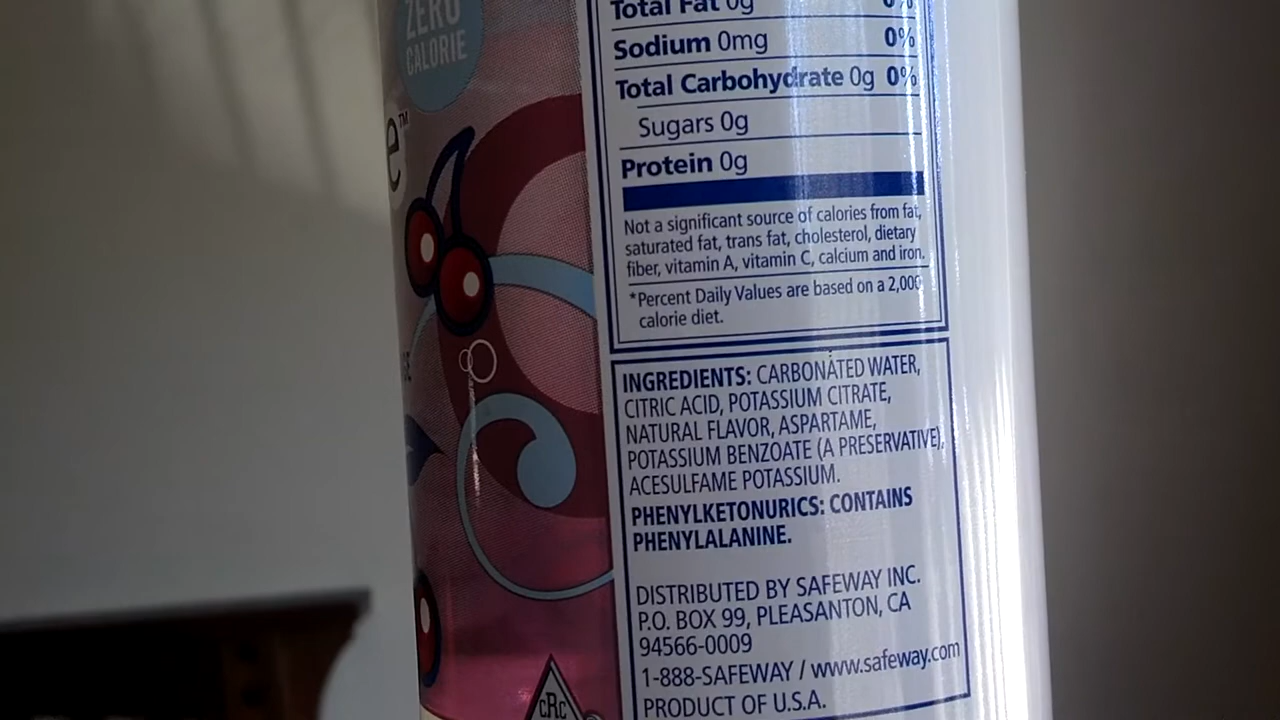 ZERO
CALORIE
e™
Total Fat 0g 0%
Sodium 0mg 0%
Total Carbohydrate 0g 0%
Sugars 0g
Protein 0g
Not a significant source of calories from fat,
saturated fat, trans fat, cholesterol, dietary
fiber, vitamin A, vitamin C, calcium and iron.
*Percent Daily Values are based on a 2,000
calorie diet.
INGREDIENTS: CARBONATED WATER,
CITRIC ACID, POTASSIUM CITRATE,
NATURAL FLAVOR, ASPARTAME,
POTASSIUM BENZOATE (A PRESERVATIVE),
ACESULFAME POTASSIUM.
PHENYLKETONURICS: CONTAINS
PHENYLALANINE.
DISTRIBUTED BY SAFEWAY INC.
P.O. BOX 99, PLEASANTON, CA
94566-0009
1-888-SAFEWAY / www.safeway.com
PRODUCT OF U.S.A.
cRc